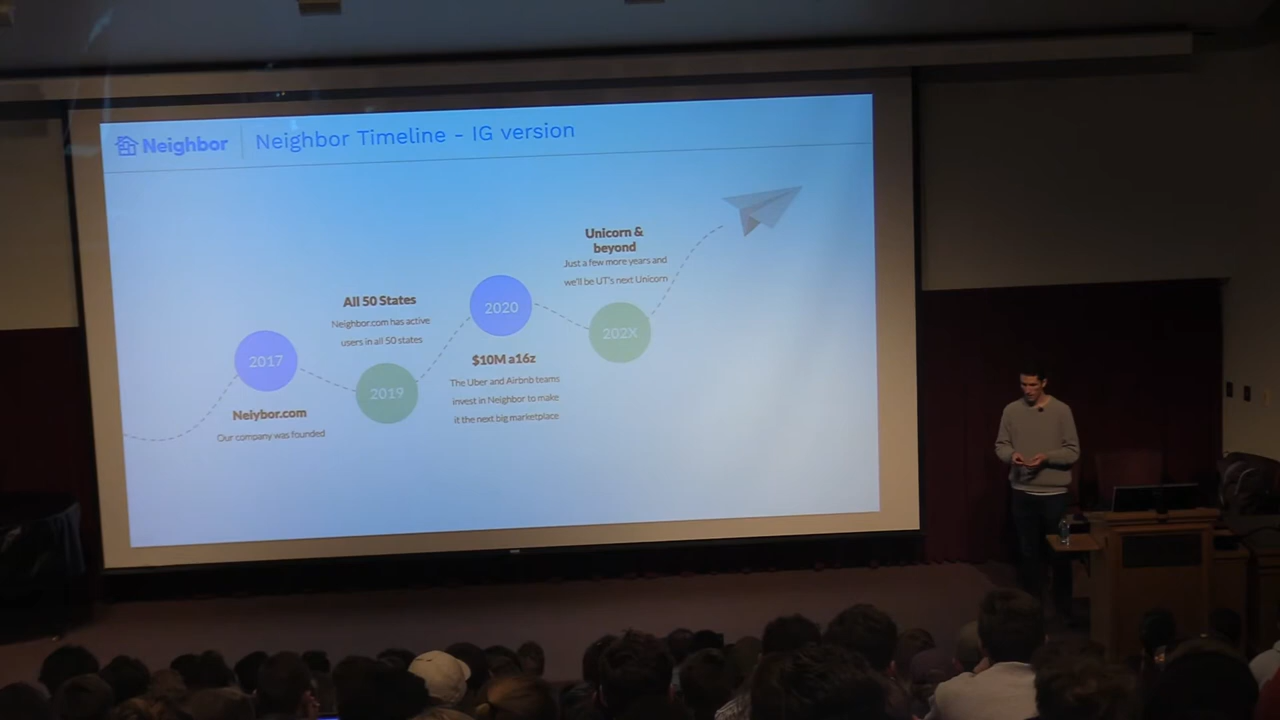 Neighbor
Neighbor Timeline - IG version
2017
Neiybor.com
Our company was founded
All 50 States
Neighbor.com has active
users in all 50 states
2019
2020
$10M a16z
The Uber and Airbnb teams
invest in Neighbor to make
it the next big marketplace
Unicorn &
beyond
Just a few more years and
we'll be UT's next Unicorn
202X